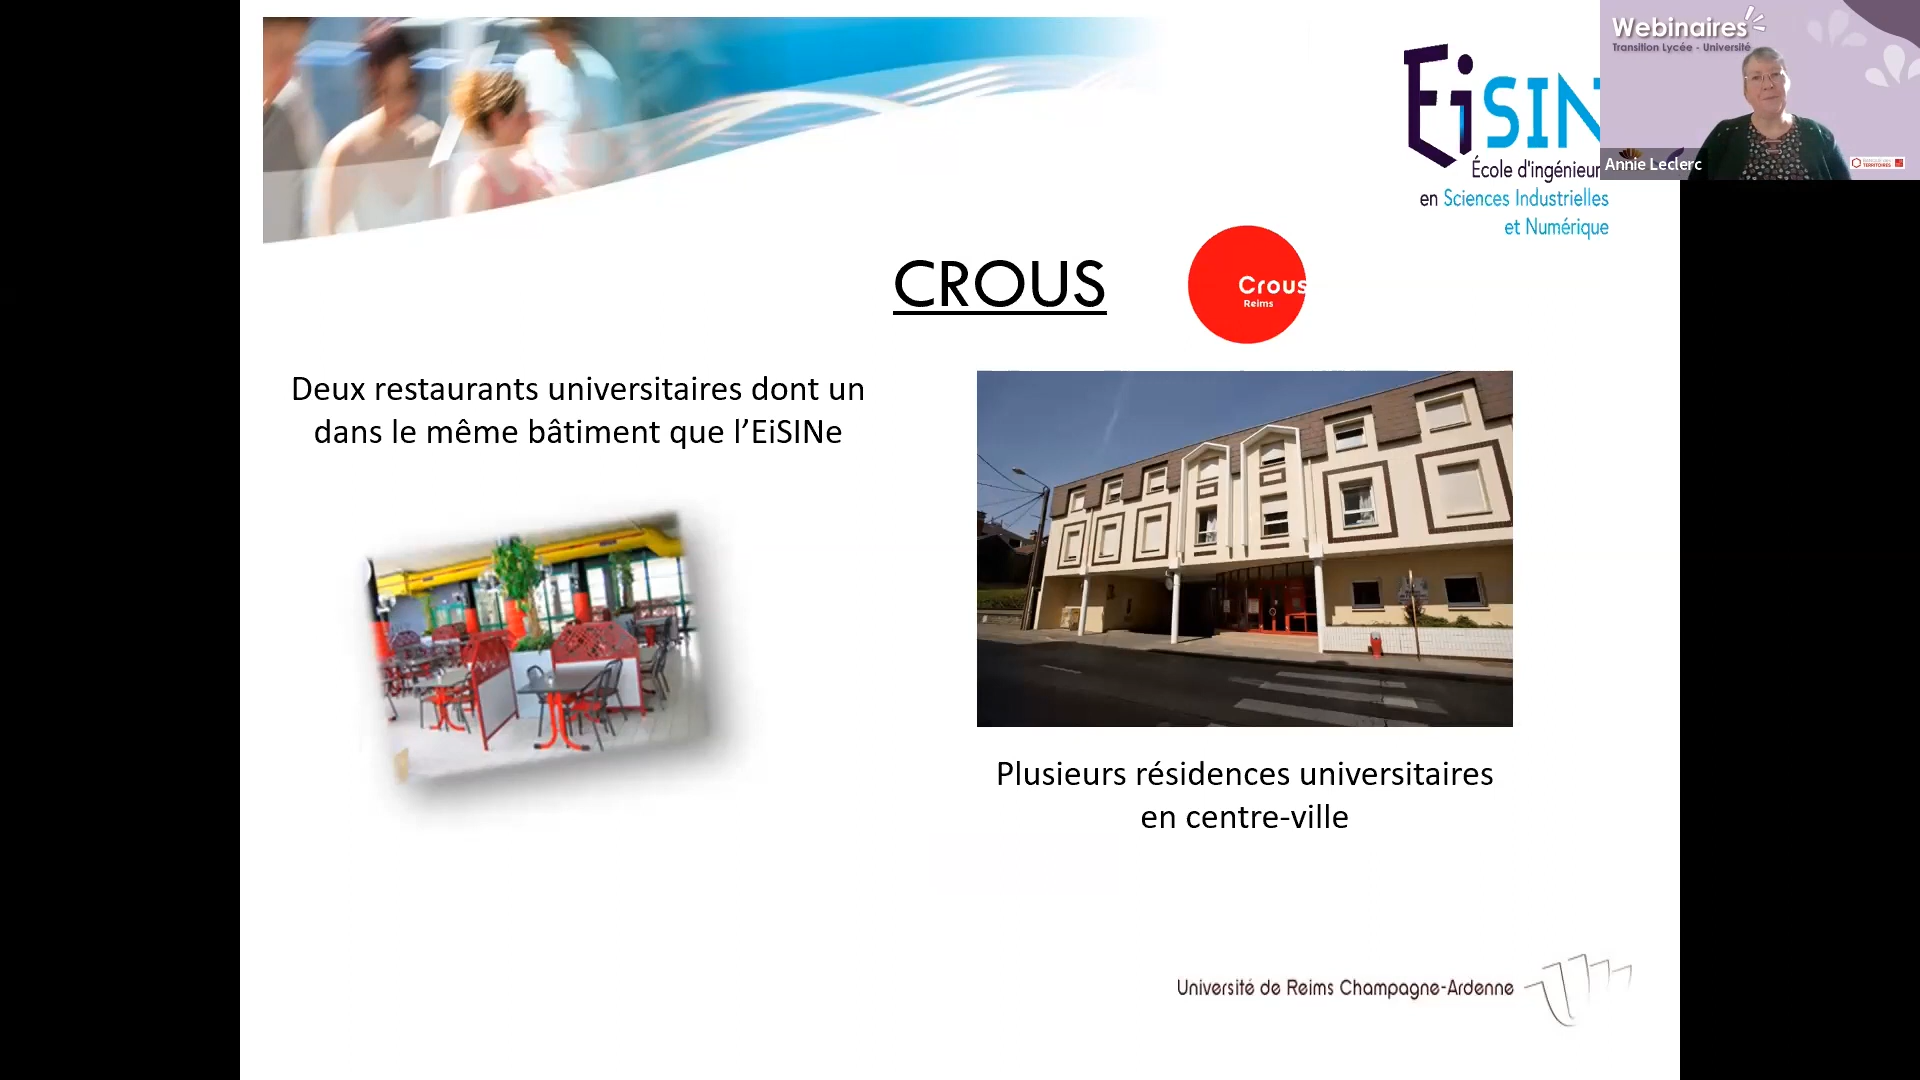 Webinaires
Transition Lycée - Université
Annie Leclerc
TERRITOIRES
EiSIN
École d'ingénieur
en Sciences Industrielles
et Numérique
CROUS
Crous
Reims
Deux restaurants universitaires dont un
dans le même bâtiment que l’EiSINe
Plusieurs résidences universitaires
en centre-ville
Université de Reims Champagne-Ardenne